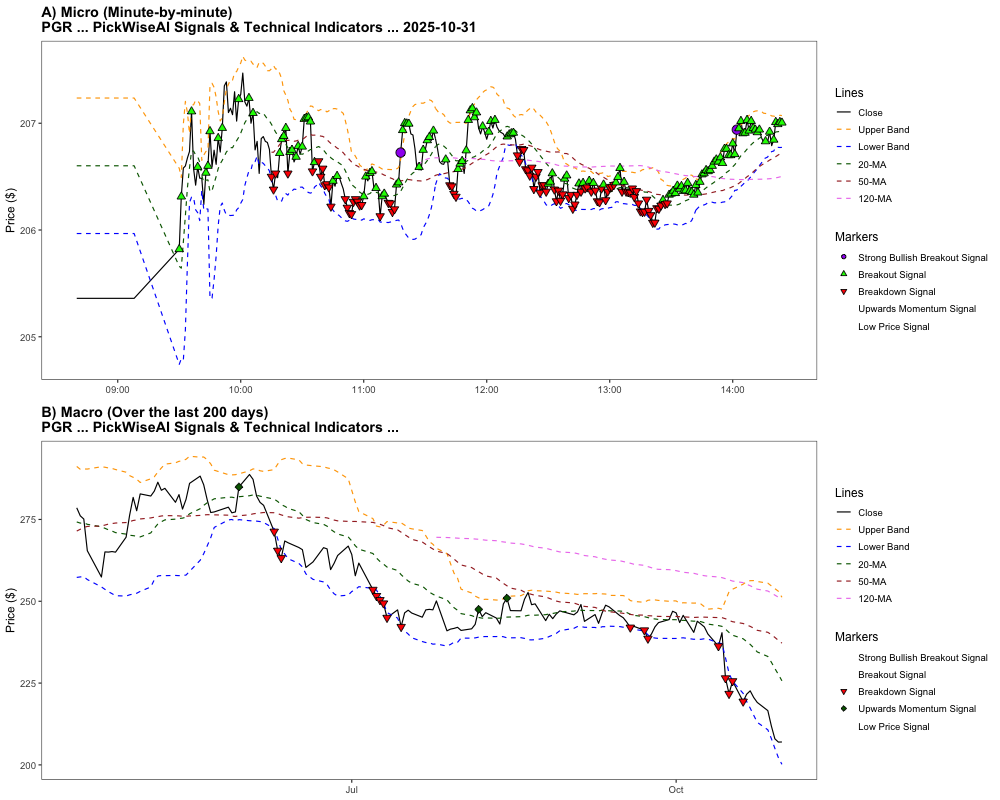 A) Micro (Minute-by-minute)
PGR ... PickWiseAI Signals & Technical Indicators ... 2025-10-31
Price ($)
207
206
205
09:00
10:00
11:00
12:00
13:00
14:00
Lines
Close
Upper Band
Lower Band
20-MA
50-MA
120-MA
Markers
Strong Bullish Breakout Signal
Breakout Signal
Breakdown Signal
Upwards Momentum Signal
Low Price Signal
B) Macro (Over the last 200 days)
PGR ... PickWiseAI Signals & Technical Indicators ...
Price ($)
275
250
225
200
Jul
Oct
Lines
Close
Upper Band
Lower Band
20-MA
50-MA
120-MA
Markers
Strong Bullish Breakout Signal
Breakout Signal
Breakdown Signal
Upwards Momentum Signal
Low Price Signal